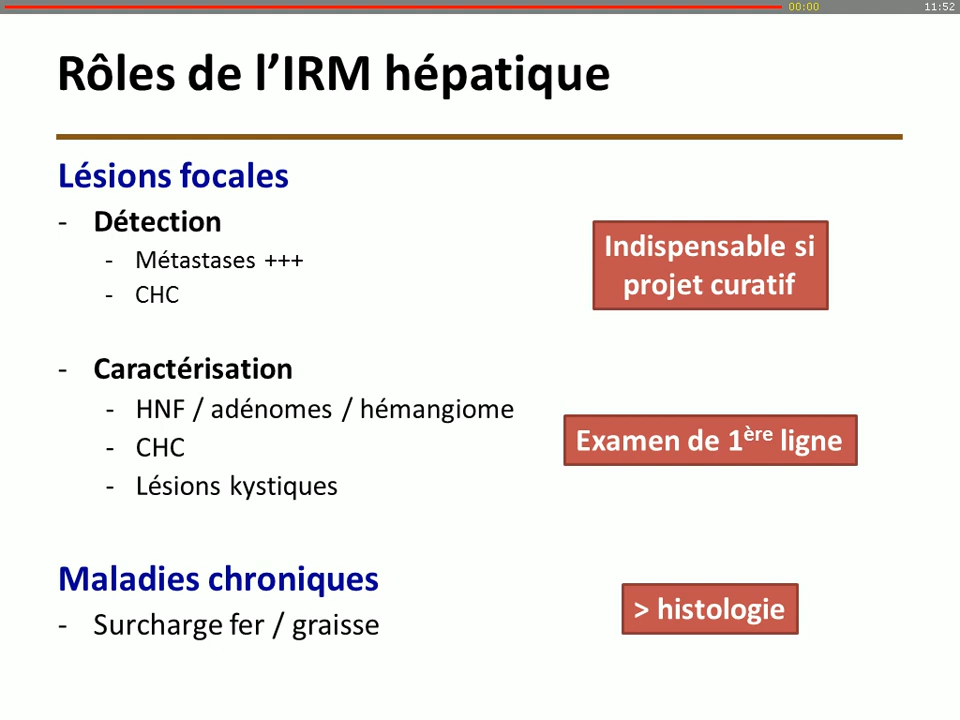 00:00
11:52
Rôles de l’IRM hépatique
Lésions focales
- Détection
- Métastases +++
- CHC
Indispensable si
projet curatif
- Caractérisation
- HNF / adénomes / hémangiome
- CHC
- Lésions kystiques
Examen de 1ère ligne
Maladies chroniques
- Surcharge fer / graisse
> histologie